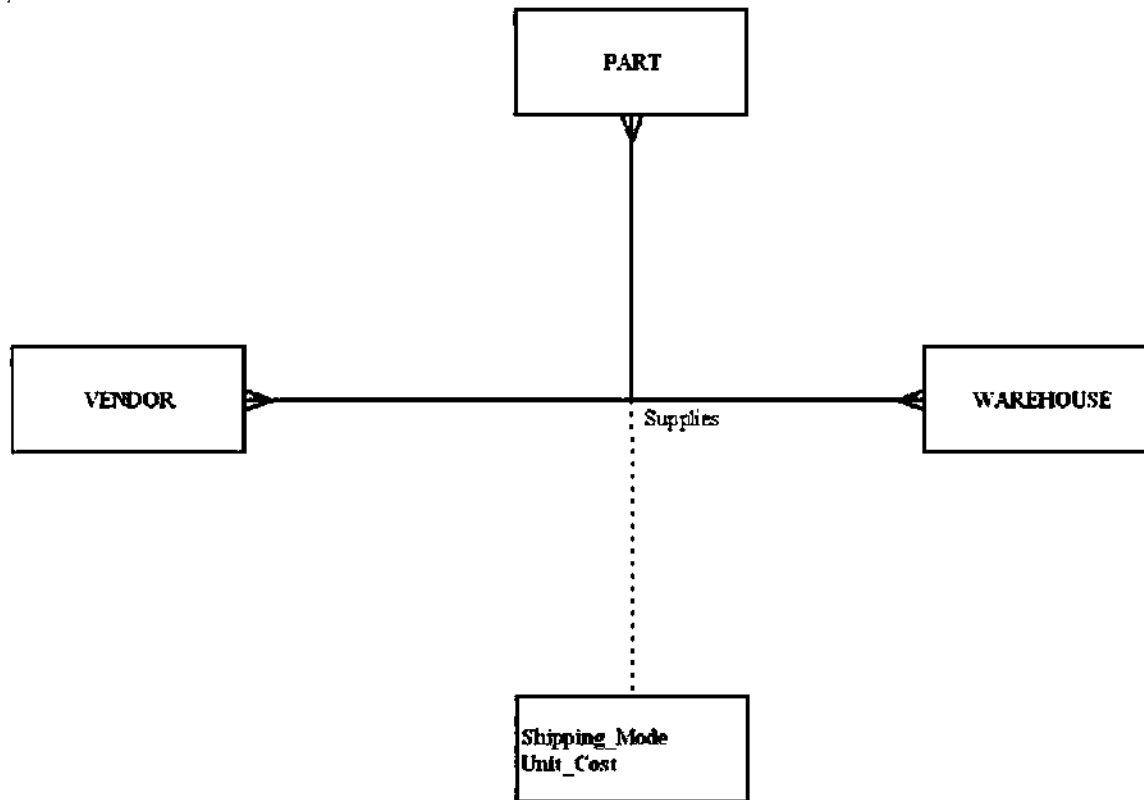 PART
VENDOR
WAREHOUSE
Supplies
Shipping_Mode
Unit_Cost